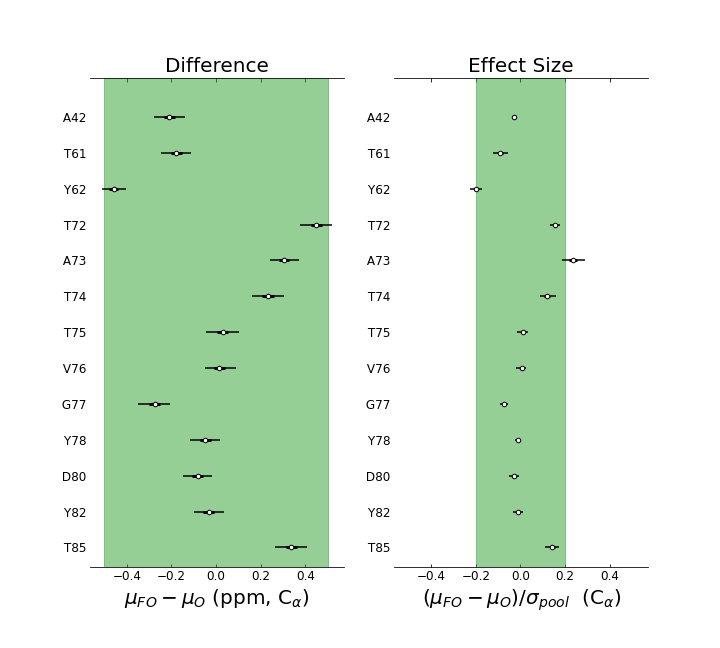 Difference
A42
T61
Y62
T72
A73
T74
T75
V76
G77
Y78
D80
Y82
T85
−0.4 −0.2 0.0 0.2 0.4
μ_FO − μ_O (ppm, C_α)
Effect Size
A42
T61
Y62
T72
A73
T74
T75
V76
G77
Y78
D80
Y82
T85
−0.4 −0.2 0.0 0.2 0.4
(μ_FO − μ_O)/σ_pool (C_α)